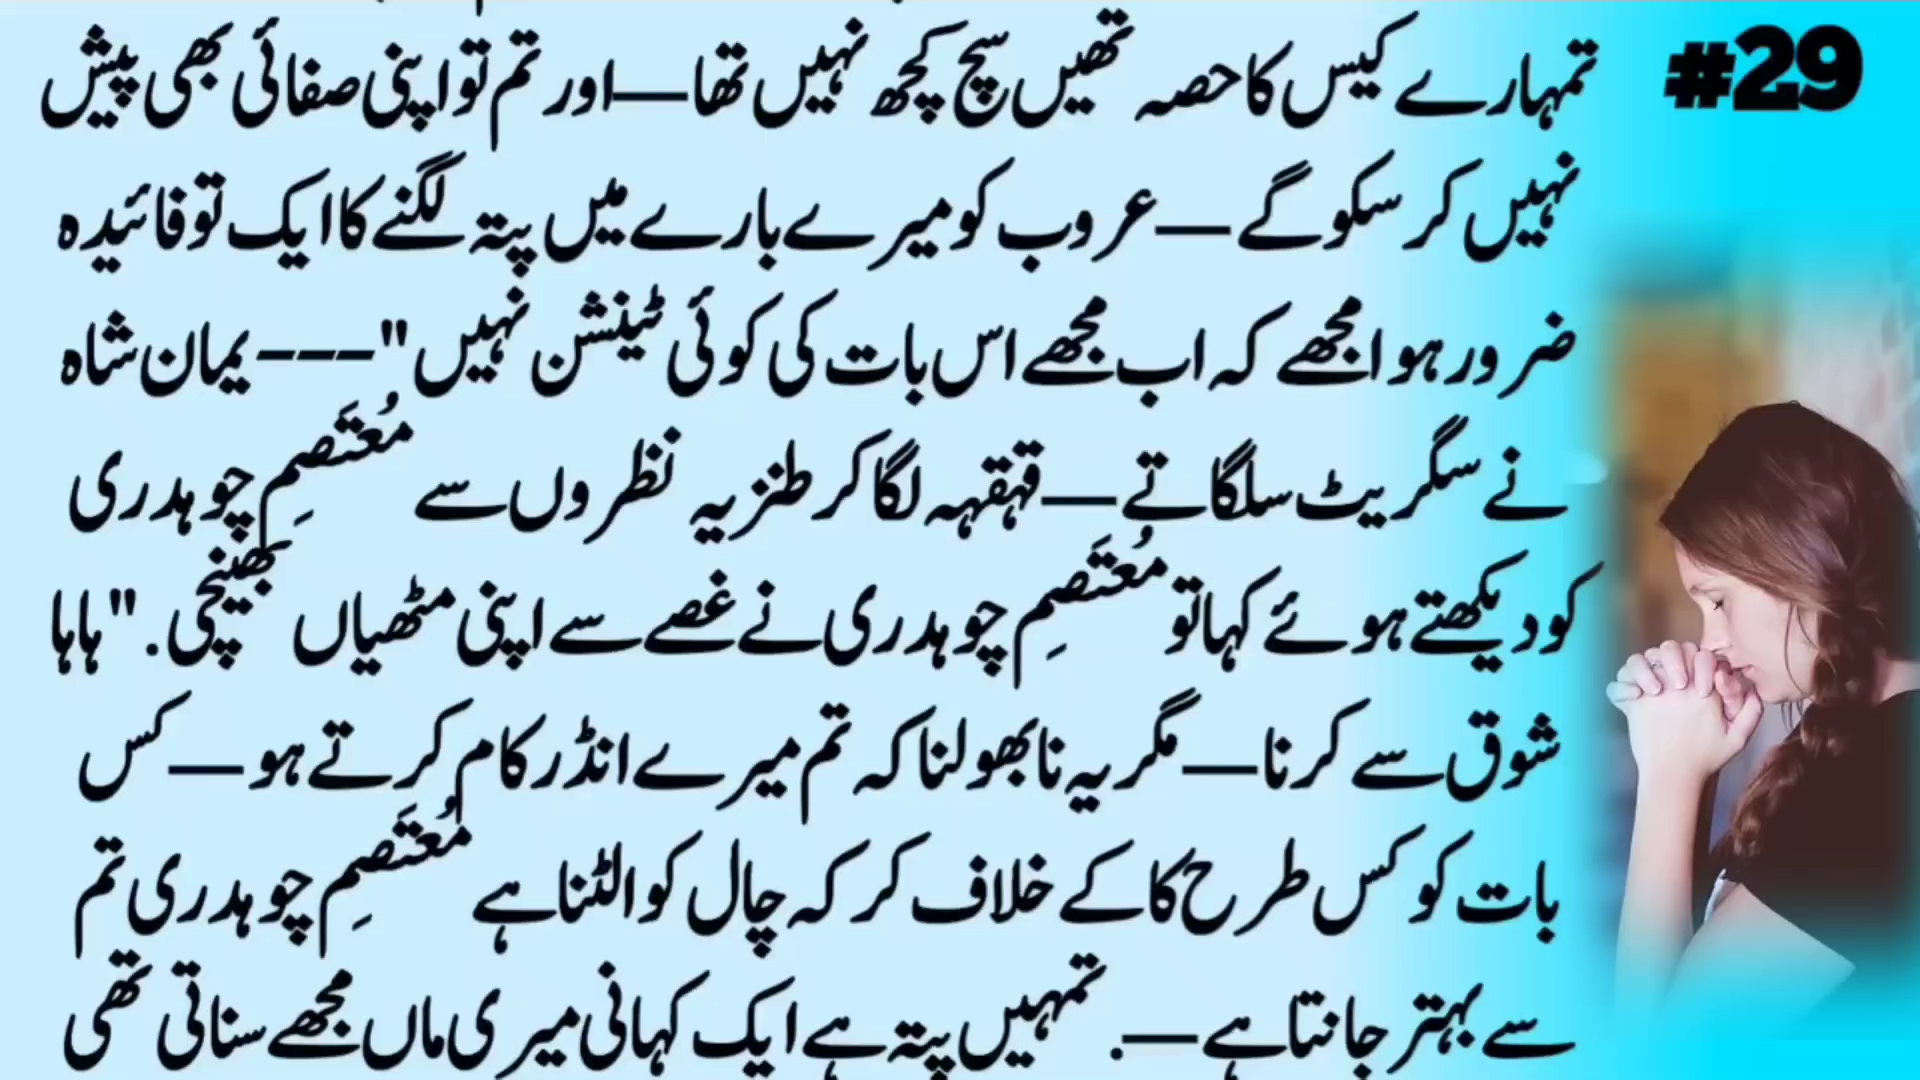 #29
تمہارے کیس کا حصہ تھیں سچ کچھ نہیں تھا—اور تم تو اپنی صفائی بھی پیش
نہیں کر سکو گے—عروب کو میرے بارے میں پتہ لگنے کا ایک تو فائیدہ
ضرور ہوا مجھے کہ اب مجھے اس بات کی کوئی ٹینشن نہیں"---یمان شاہ
نے سگریٹ سلگاتے—قہقہہ لگا کر طنزیہ نظروں سے مُعتَصمِ چوہدری
کو دیکھتے ہوئے کہا تو مُعتَصمِ چوہدری نے غصے سے اپنی مٹھیاں بھینچی."ہاہا
شوق سے کرنا—مگر یہ نا بھولنا کہ تم میرے انڈر کام کرتے ہو—کس
بات کو کس طرح کا کے خلاف کر کہ چال کو الٹنا ہے مُعتَصمِ چوہدری تم
سے بہتر جانتا ہے—.تمہیں پتہ ہے ایک کہانی میری ماں مجھے سناتی تھی